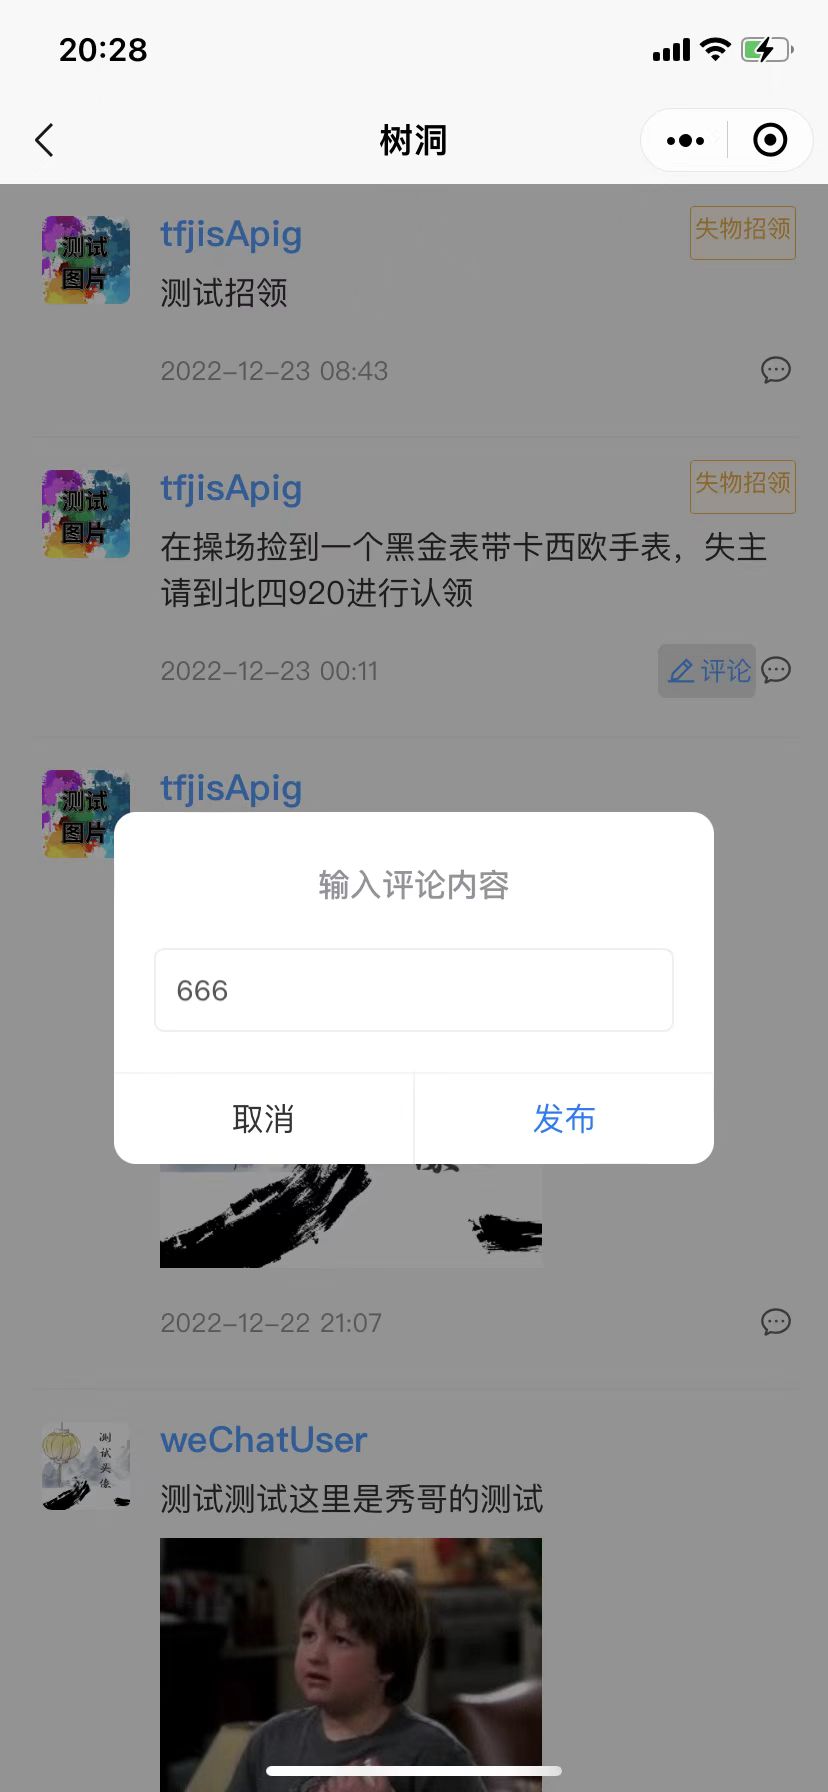 20:28
树洞
测试
图片
tfjisApig
失物招领
测试招领
2022-12-23 08:43
测试
图片
tfjisApig
失物招领
在操场捡到一个黑金表带卡西欧手表，失主
请到北四920进行认领
2022-12-23 00:11
评论
测试
图片
tfjisApig
输入评论内容
666
取消
发布
2022-12-22 21:07
测试头像
weChatUser
测试测试这里是秀哥的测试